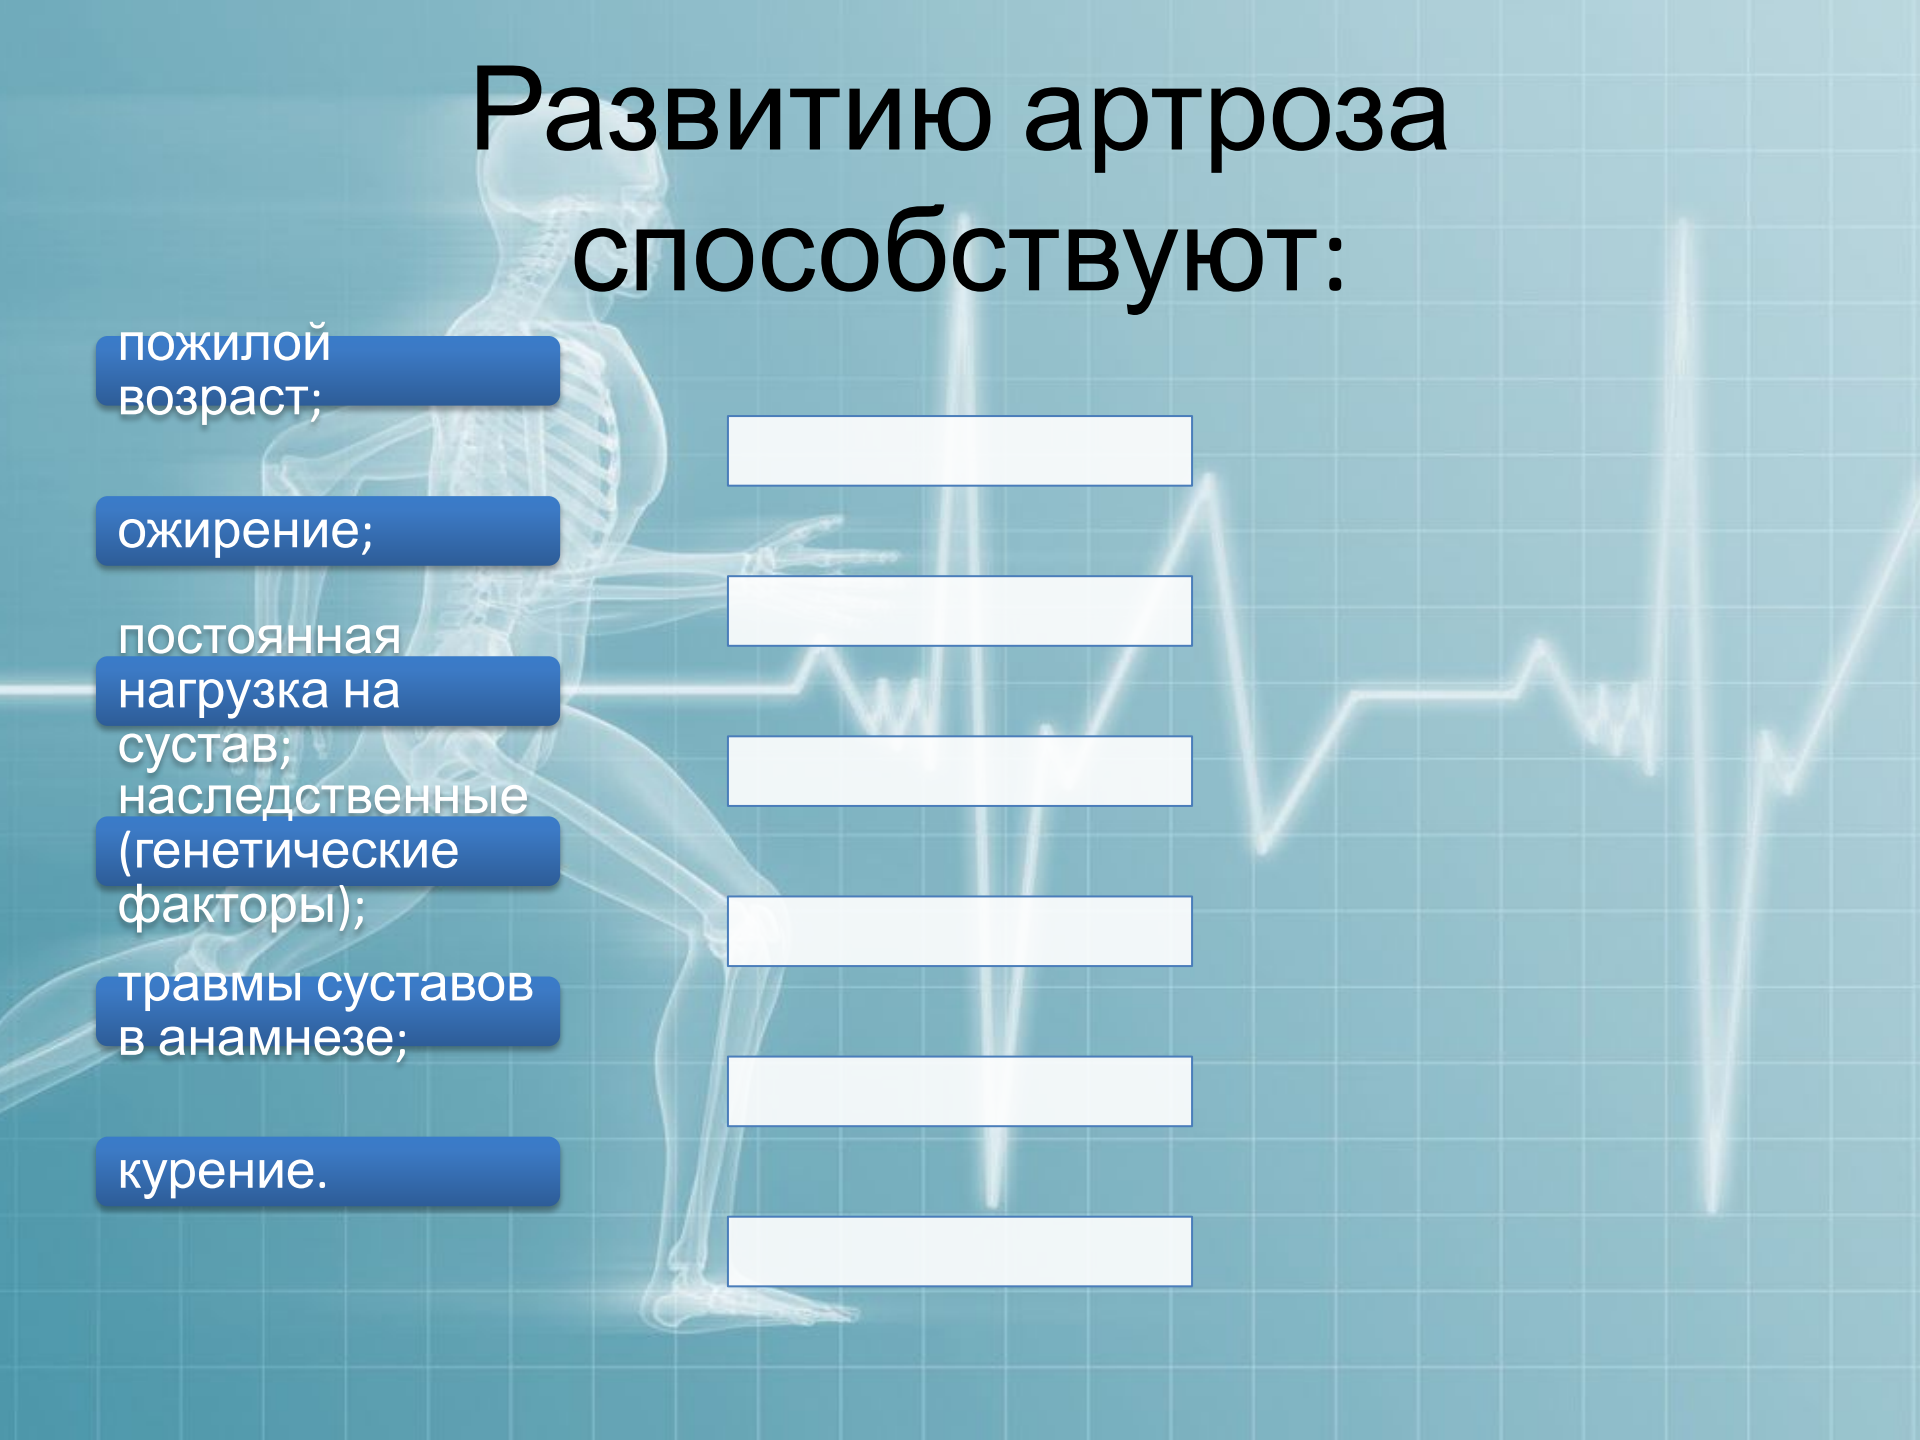 Развитию артроза
способствуют:
пожилой
возраст;
ожирение;
постоянная
нагрузка на
сустав;
наследственные
(генетические
факторы);
травмы суставов
в анамнезе;
курение.